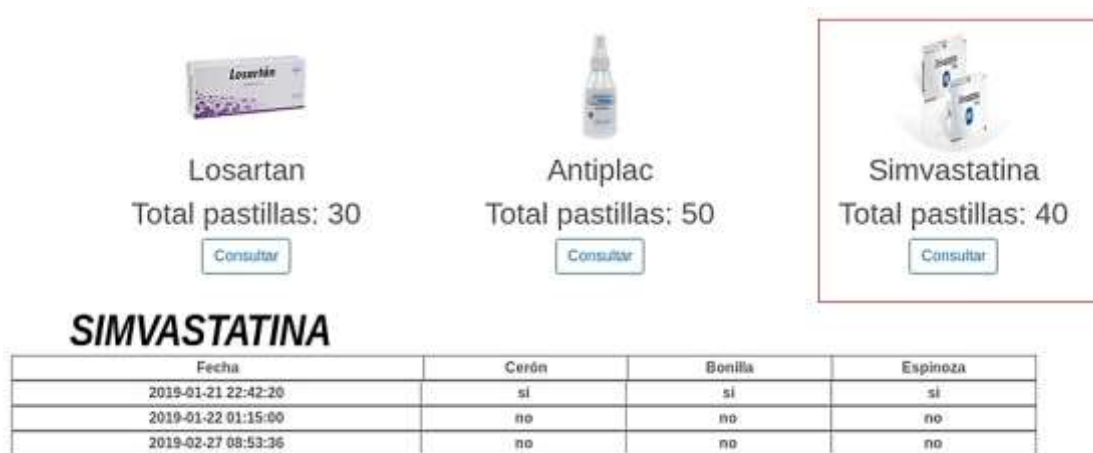 Losartán
Losartan
Antiplac
Simvastatina
Total pastillas: 30
Total pastillas: 50
Total pastillas: 40
Consultar
Consultar
Consultar
SIMVASTATINA
Fecha Cerón Bonilla Espinoza
2019-01-21 22:42:20 si si si
2019-01-22 01:15:00 no no no
2019-02-27 08:53:36 no no no